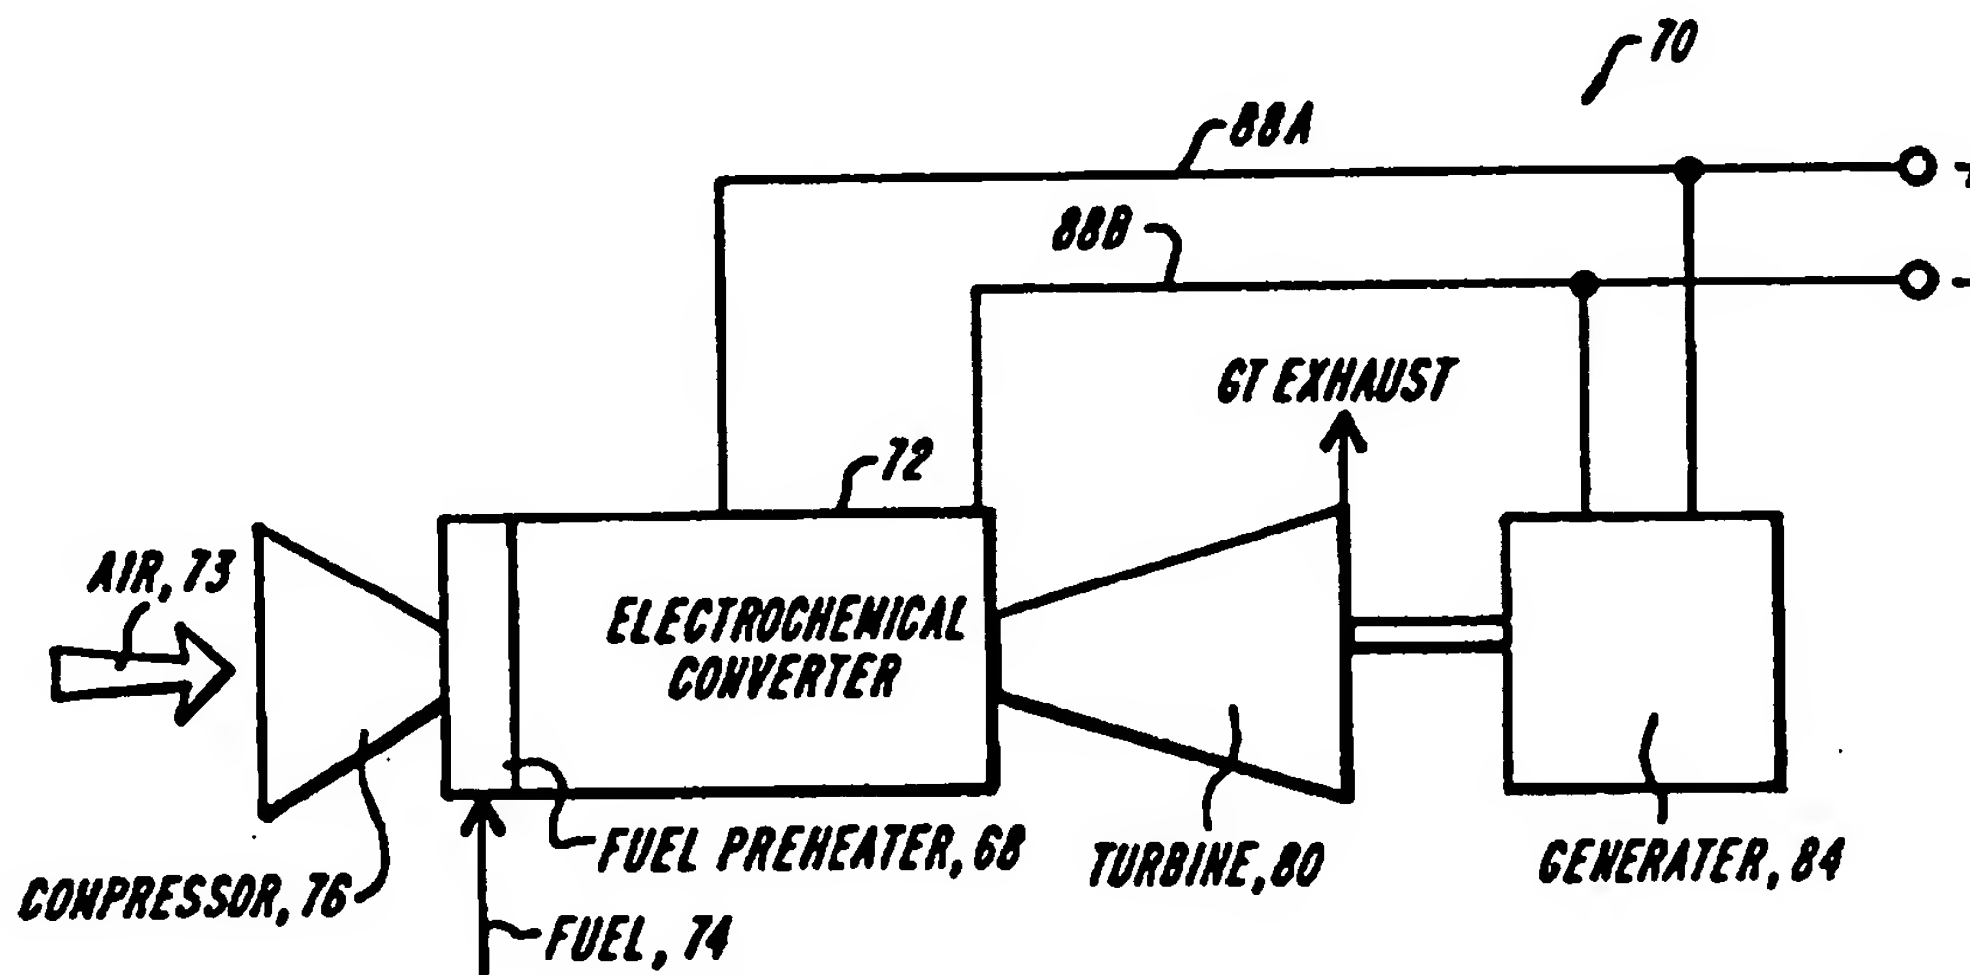 70
88A
88B
GT EXHAUST
72
AIR, 73
ELECTROCHEMICAL
CONVERTER
FUEL PREHEATER, 68
TURBINE, 80
GENERATER, 84
COMPRESSOR, 76
FUEL, 74